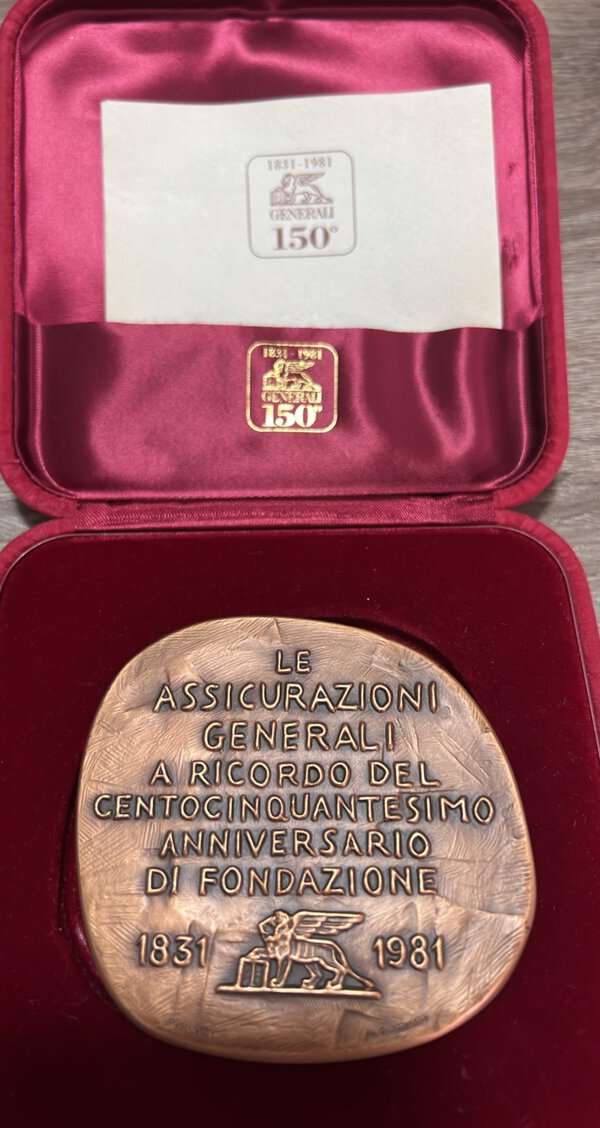 1831-1981
GENERALI
150°
1831-1981
GENERALI
150°
LE
ASSICURAZIONI
GENERALI
A RICORDO DEL
CENTOCINQUANTESIMO
ANNIVERSARIO
DI FONDAZIONE
1831 1981